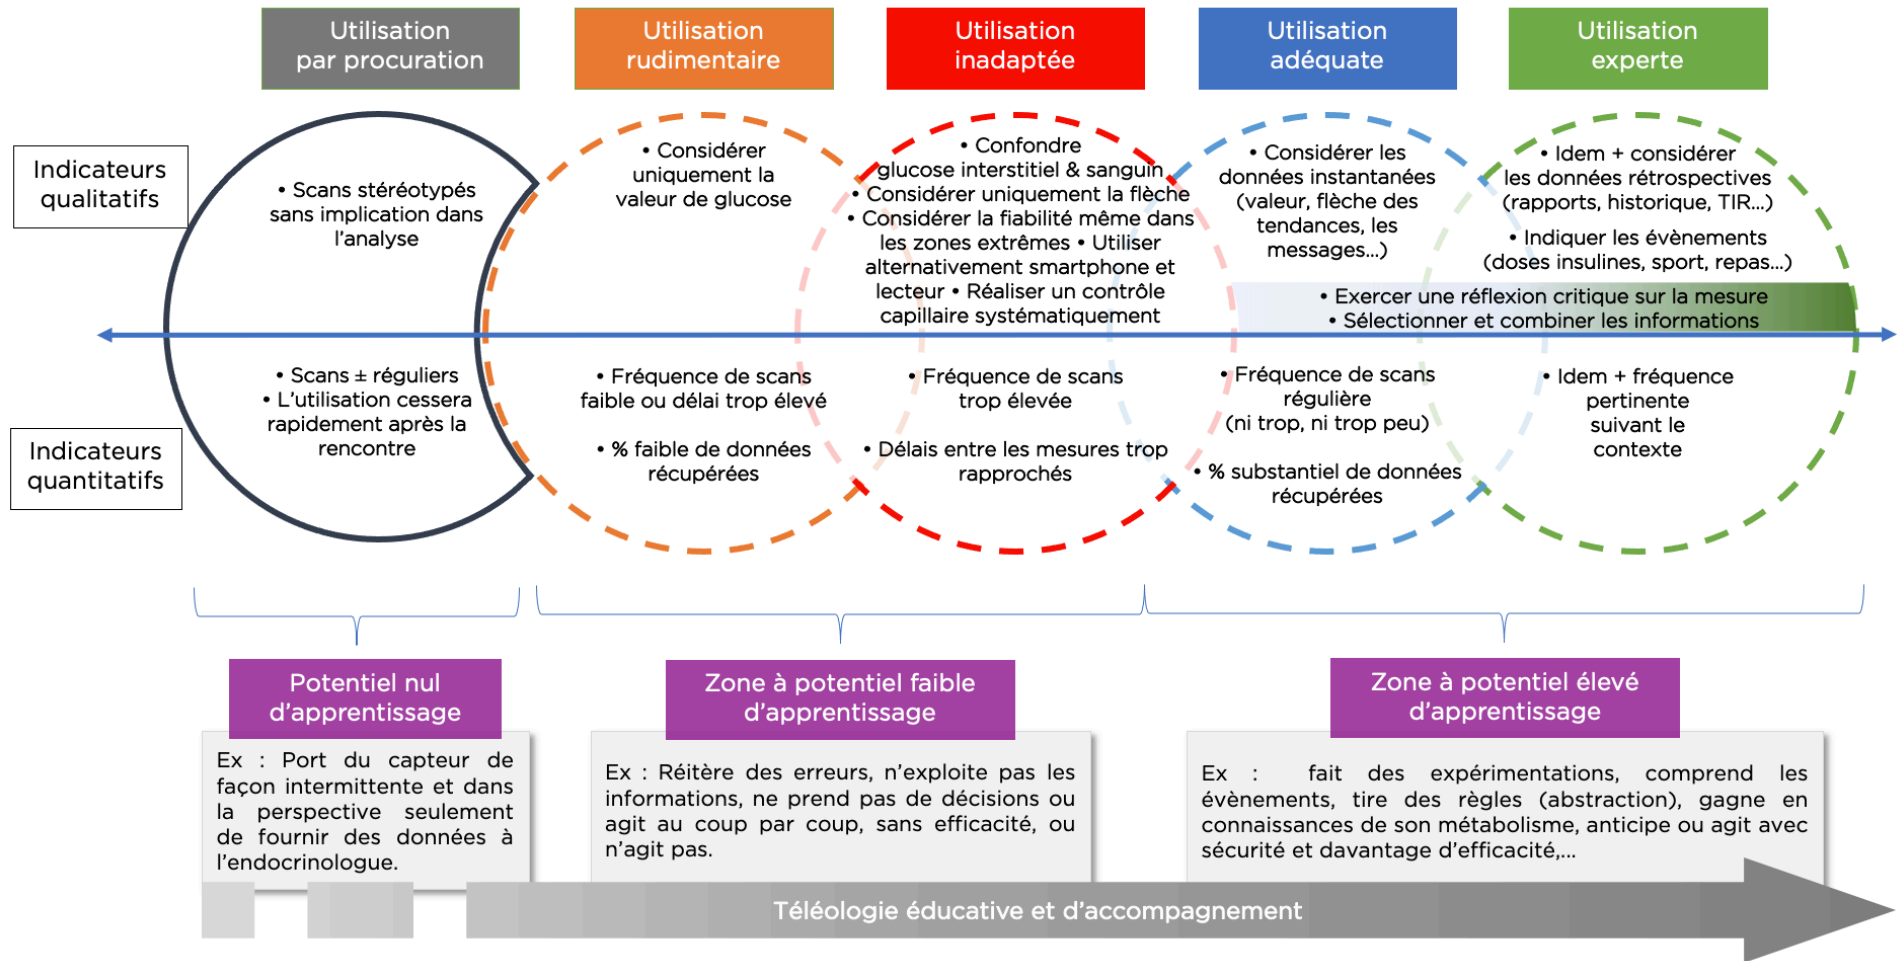 Utilisation
par procuration
Utilisation
rudimentaire
Utilisation
inadaptée
Utilisation
adéquate
Utilisation
experte
Indicateurs
qualitatifs
• Scans stéréotypés
sans implication dans
l'analyse
• Considérer
uniquement la
valeur de glucose
• Confondre
glucose interstitiel & sanguin
• Considérer uniquement la flèche
• Considérer la fiabilité même dans
les zones extrêmes • Utiliser
alternativement smartphone et
lecteur • Réaliser un contrôle
capillaire systématiquement
• Considérer les
données instantanées
(valeur, flèche des
tendances, les
messages...)
• Idem + considérer
les données rétrospectives
(rapports, historique, TIR...)
• Indiquer les évènements
(doses insulines, sport, repas...)
• Exercer une réflexion critique sur la mesure
• Sélectionner et combiner les informations
Indicateurs
quantitatifs
• Scans ± réguliers
• L'utilisation cessera
rapidement après la
rencontre
• Fréquence de scans
faible ou délai trop élevé
• % faible de données
récupérées
• Fréquence de scans
trop élevée
• Délais entre les mesures trop
rapprochés
• Fréquence de scans
régulière
(ni trop, ni trop peu)
• % substantiel de données
récupérées
• Idem + fréquence
pertinente
suivant le
contexte
Potentiel nul
d'apprentissage
Ex : Port du capteur de
façon intermittente et dans
la perspective seulement
de fournir des données à
l'endocrinologue.
Zone à potentiel faible
d'apprentissage
Ex : Réitère des erreurs, n'exploite pas les
informations, ne prend pas de décisions ou
agit au coup par coup, sans efficacité, ou
n'agit pas.
Zone à potentiel élevé
d'apprentissage
Ex : fait des expérimentations, comprend les
évènements, tire des règles (abstraction), gagne en
connaissances de son métabolisme, anticipe ou agit avec
sécurité et davantage d'efficacité,...
Téléologie éducative et d'accompagnement